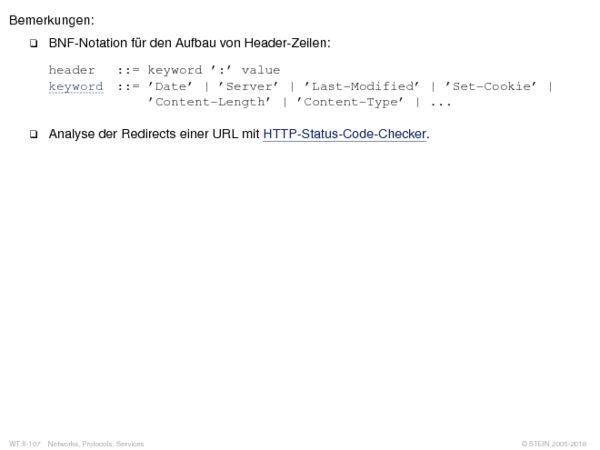 Bemerkungen:
❑ BNF-Notation für den Aufbau von Header-Zeilen:
header ::= keyword ':' value
keyword ::= 'Date' | 'Server' | 'Last-Modified' | 'Set-Cookie' |
'Content-Length' | 'Content-Type' | ...
❑ Analyse der Redirects einer URL mit HTTP-Status-Code-Checker.
WT:II-107 Networks, Protocols, Services © STEIN 2005-2018